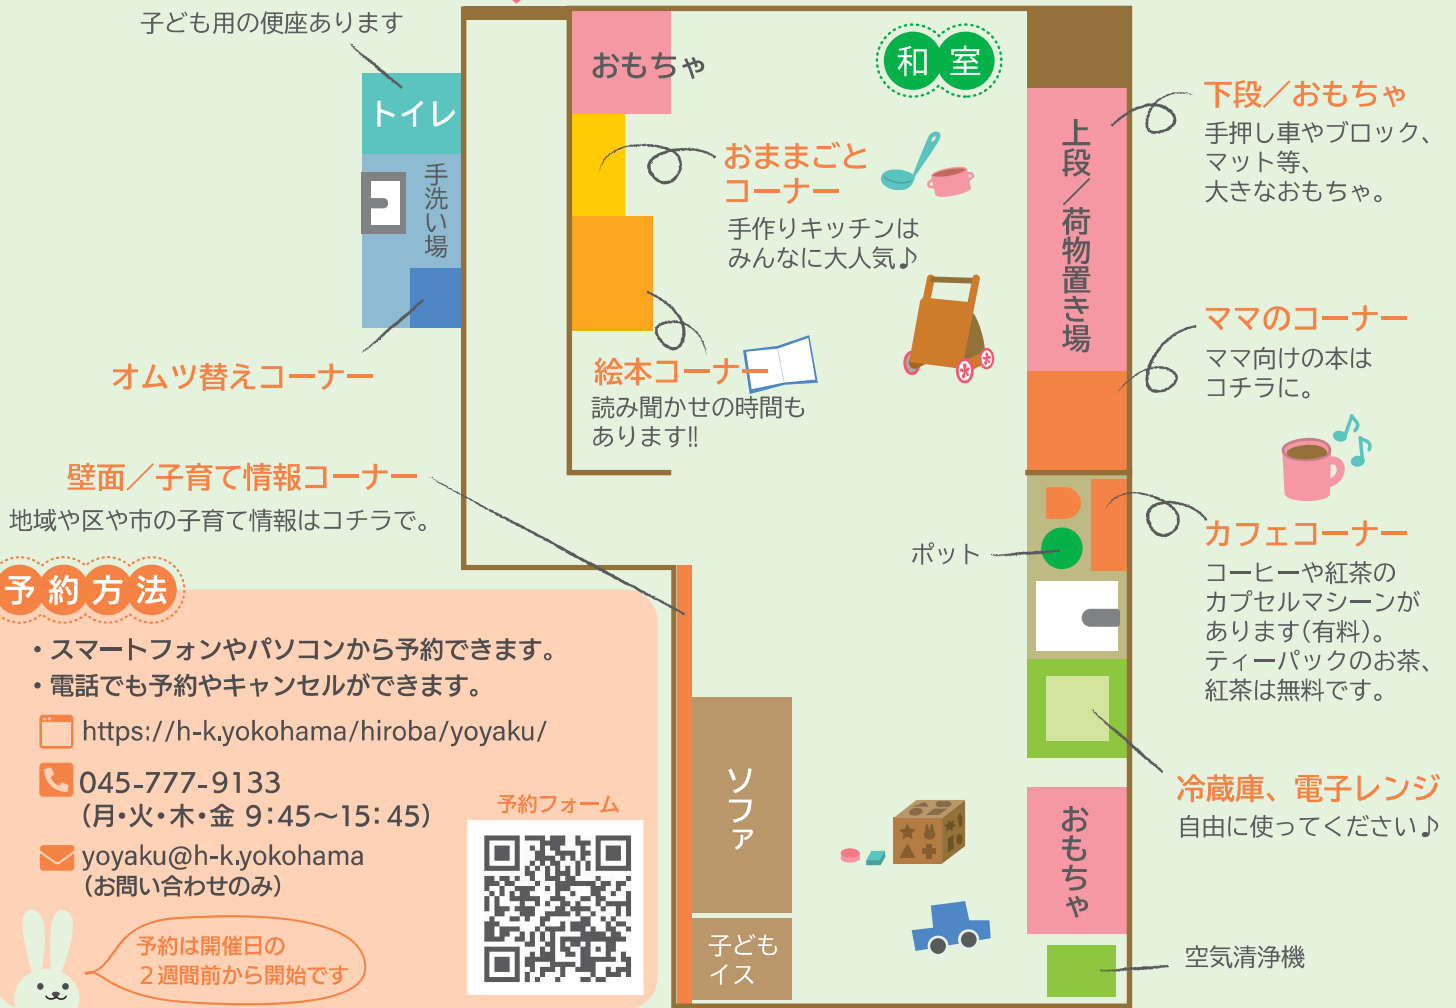 子ども用の便座あります
トイレ
手洗い場
オムツ替えコーナー
おもちゃ
和室
おままごと
コーナー
手作りキッチンは
みんなに大人気♪
絵本コーナー
読み聞かせの時間も
あります!!
上段／荷物置き場
下段／おもちゃ
手押し車やブロック、
マット等、
大きなおもちゃ。
ママのコーナー
ママ向けの本は
コチラに。
壁面／子育て情報コーナー
地域や区や市の子育て情報はコチラで。
ポット
カフェコーナー
コーヒーや紅茶の
カプセルマシーンが
あります(有料)。
ティーパックのお茶、
紅茶は無料です。
冷蔵庫、電子レンジ
自由に使ってください♪
ソファ
子ども
イス
おもちゃ
空気清浄機
予約方法
・スマートフォンやパソコンから予約できます。
・電話でも予約やキャンセルができます。
https://h-k.yokohama/hiroba/yoyaku/
045-777-9133
(月・火・木・金 9:45〜15:45)
yoyaku@h-k.yokohama
(お問い合わせのみ)
予約フォーム
予約は開催日の
2週間前から開始です